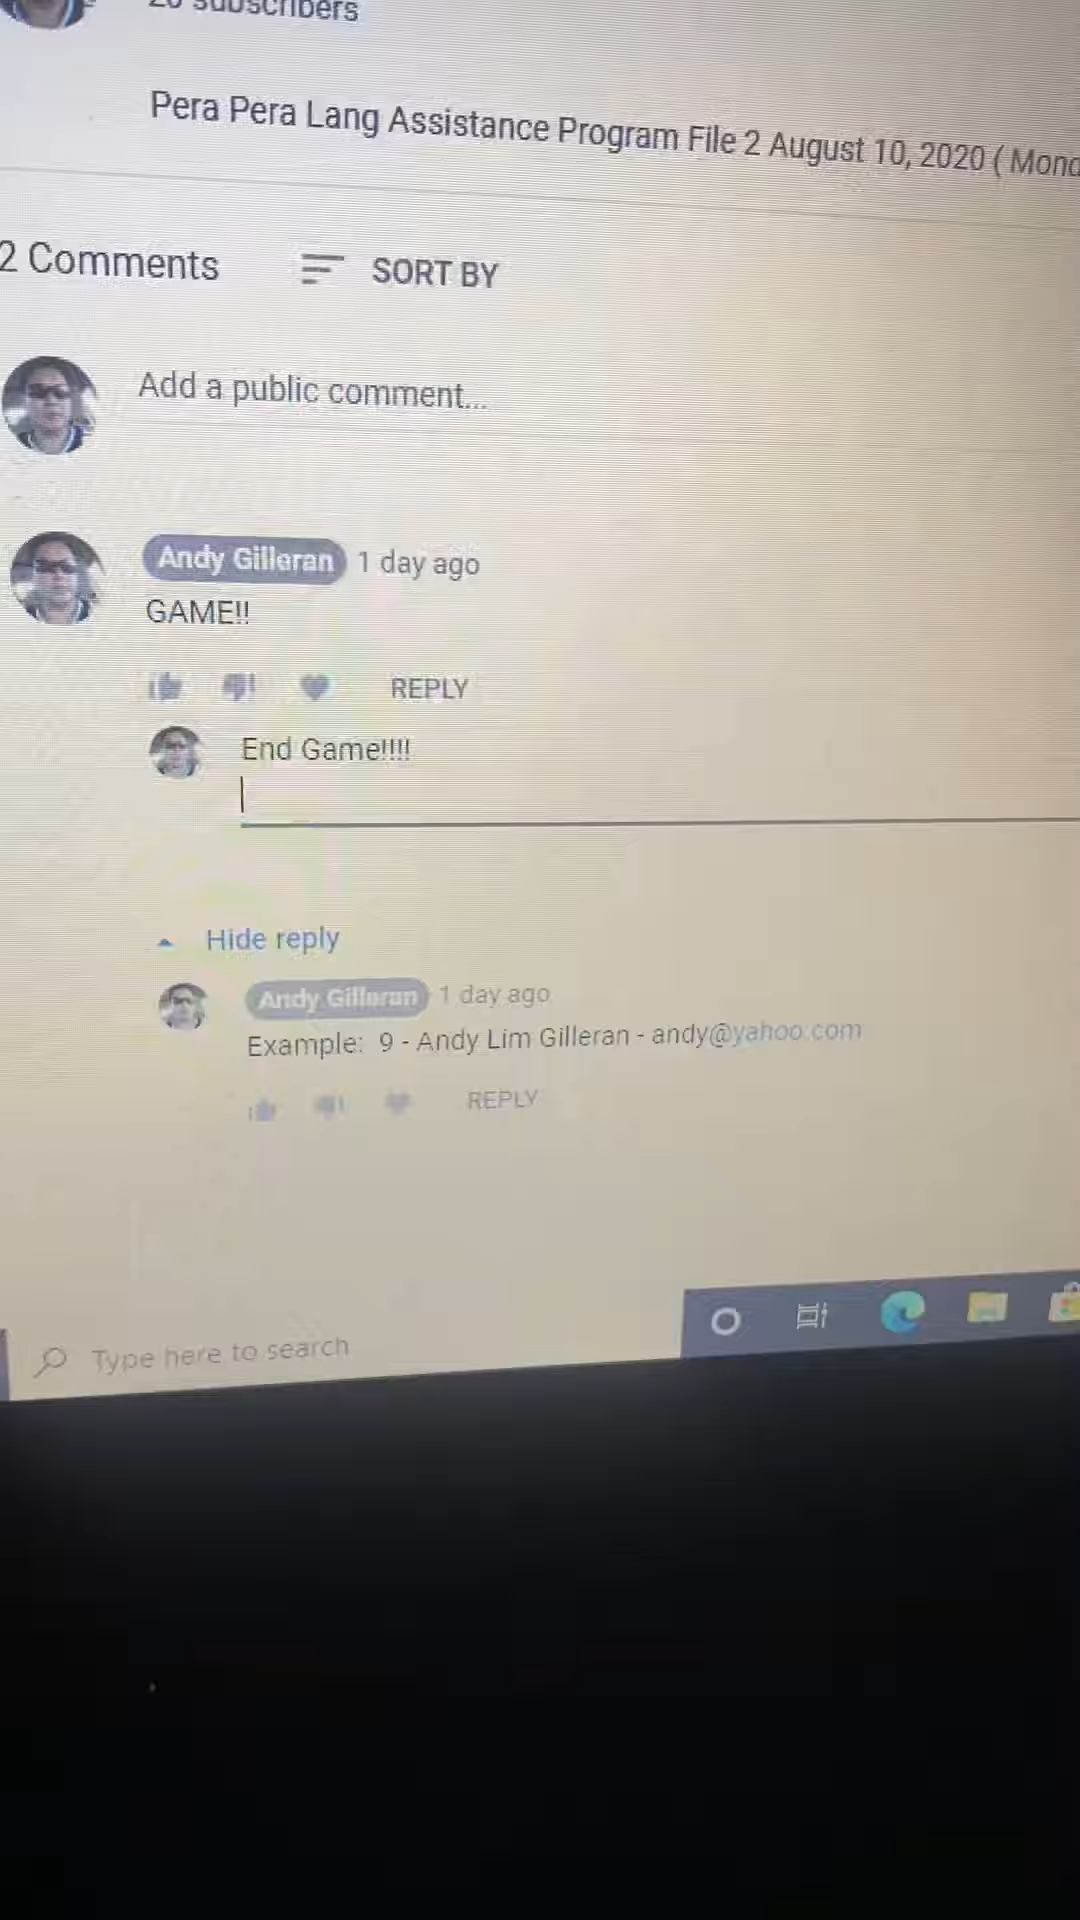 subscribers
Pera Pera Lang Assistance Program File 2 August 10, 2020 ( Mond
2 Comments
SORT BY
Add a public comment...
Andy Gilleran 1 day ago
GAME!!
REPLY
End Game!!!!
Hide reply
Andy Gilleran 1 day ago
Example: 9 - Andy Lim Gilleran - andy@yahoo.com
REPLY
Type here to search